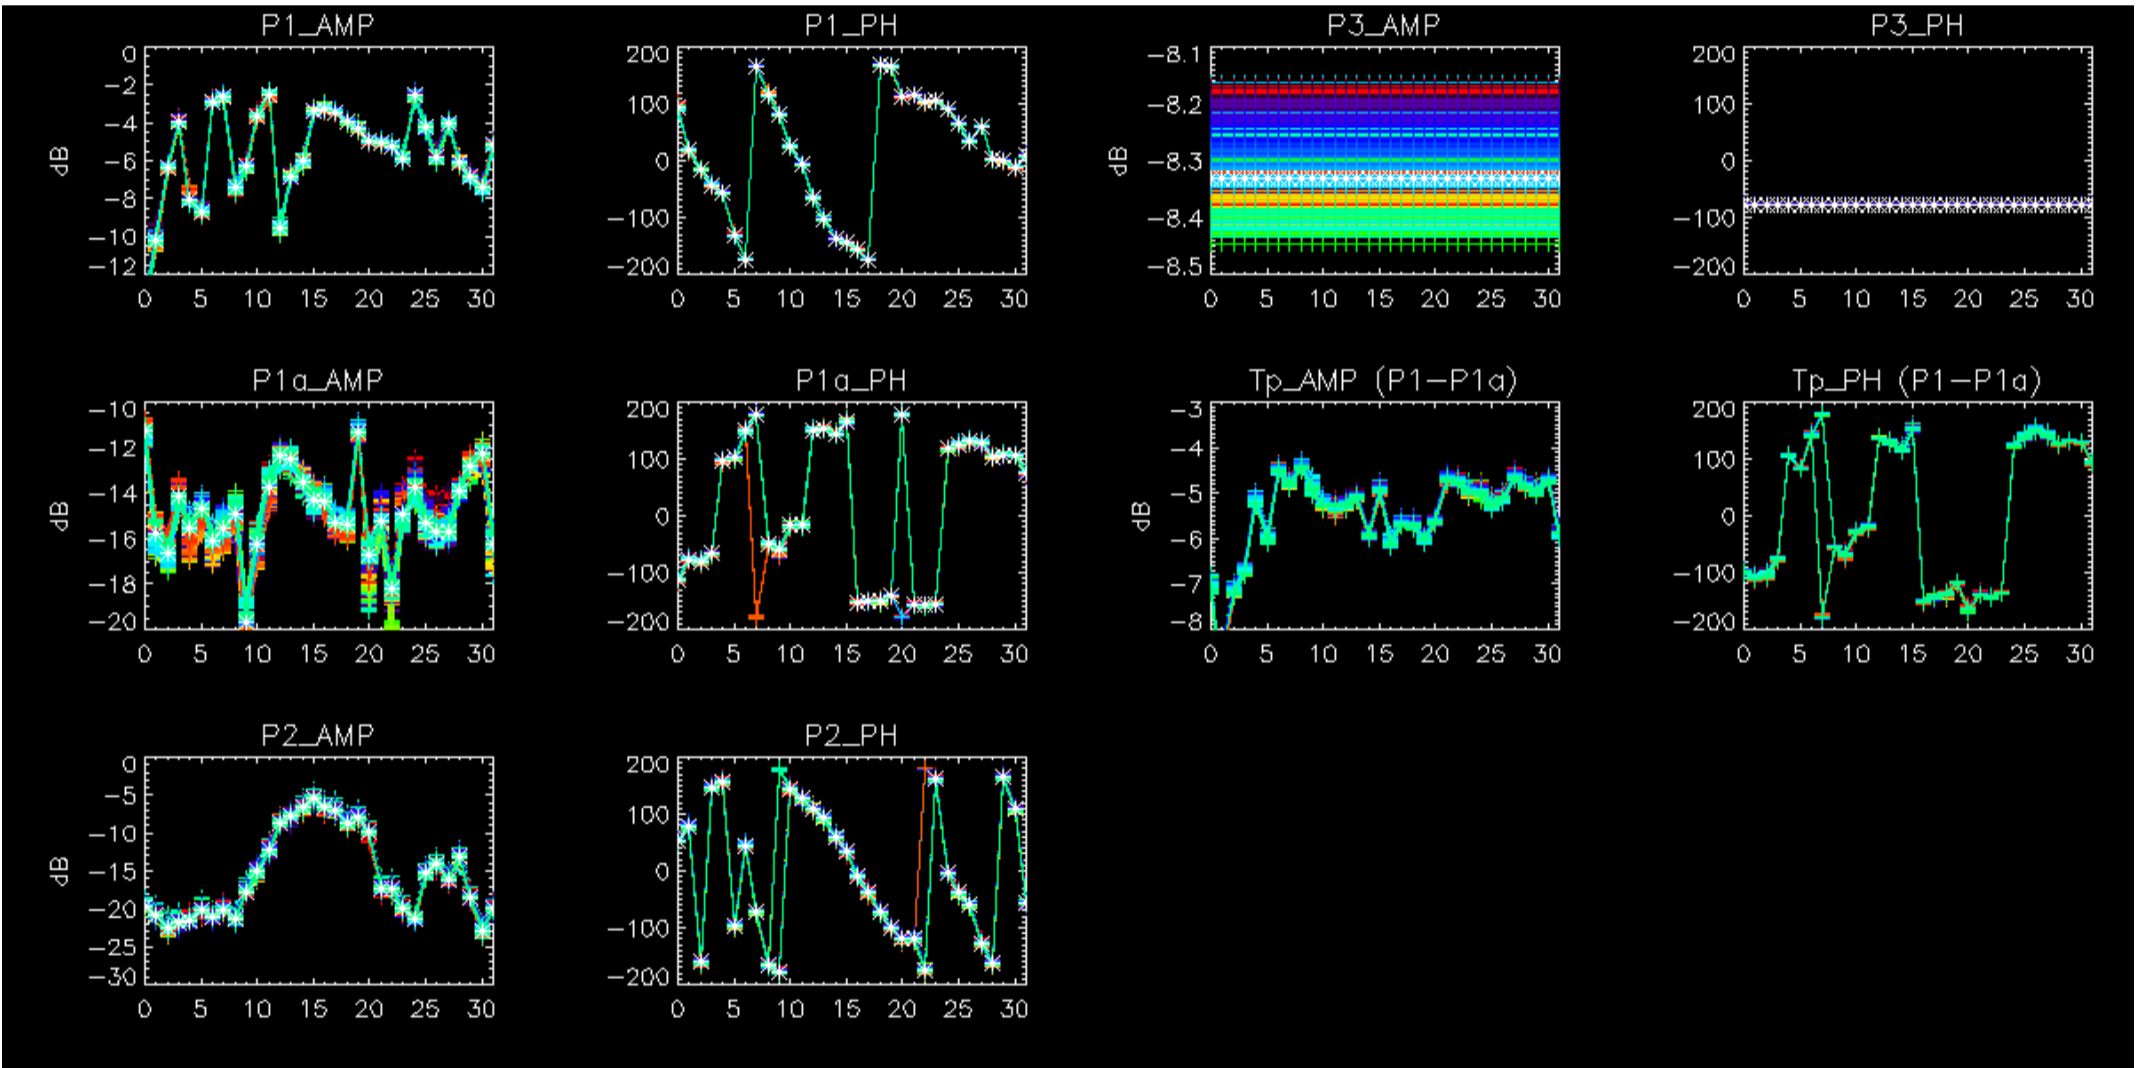 P1_AMP
P1_PH
P3_AMP
P3_PH
0
-2
-4
-6
-8
-10
-12
dB
0 5 10 15 20 25 30
200
100
0
-100
-200
0 5 10 15 20 25 30
-8.1
-8.2
-8.3
-8.4
-8.5
dB
0 5 10 15 20 25 30
200
100
0
-100
-200
0 5 10 15 20 25 30
P1a_AMP
P1a_PH
Tp_AMP (P1-P1a)
Tp_PH (P1-P1a)
-10
-12
-14
-16
-18
-20
dB
0 5 10 15 20 25 30
200
100
0
-100
-200
0 5 10 15 20 25 30
-3
-4
-5
-6
-7
-8
dB
0 5 10 15 20 25 30
200
100
0
-100
-200
0 5 10 15 20 25 30
P2_AMP
P2_PH
0
-5
-10
-15
-20
-25
-30
dB
0 5 10 15 20 25 30
200
100
0
-100
-200
0 5 10 15 20 25 30